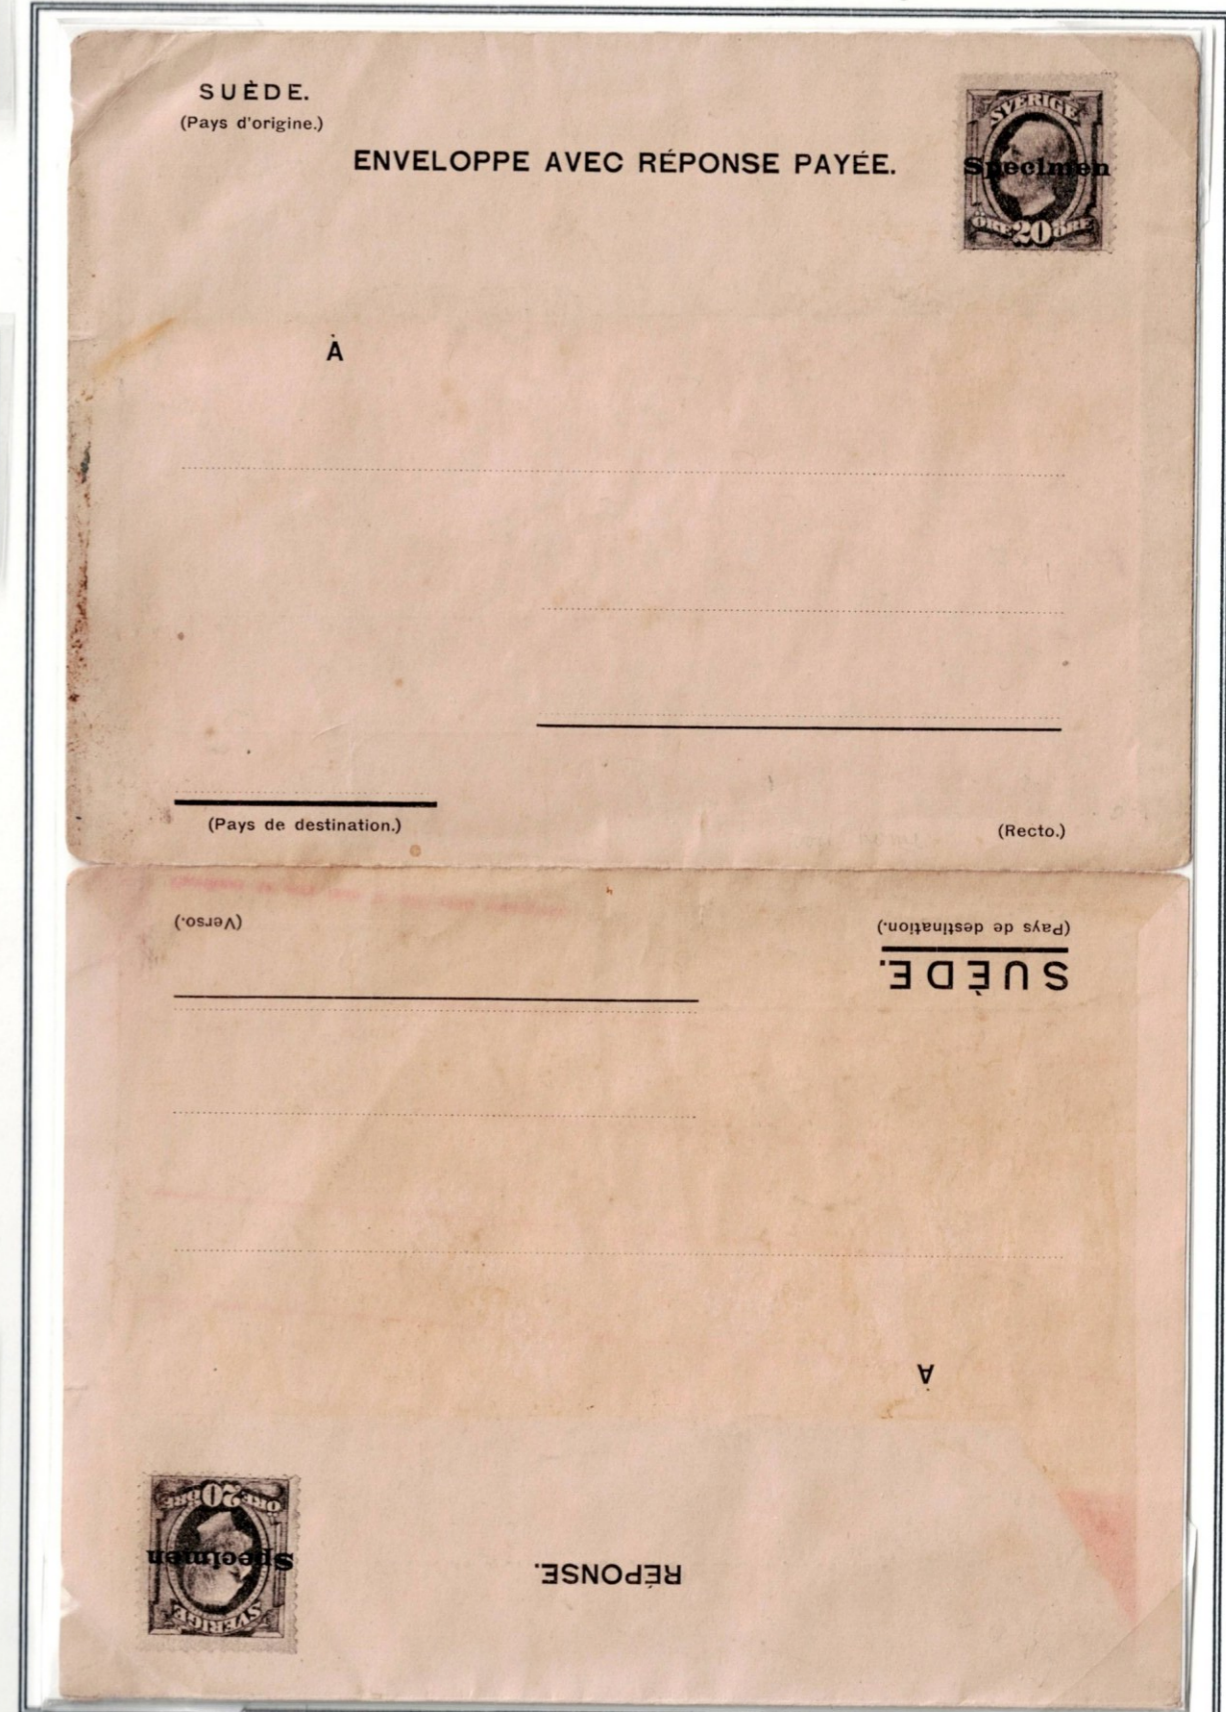 SUÈDE.
(Pays d'origine.)
ENVELOPPE AVEC RÉPONSE PAYÉE.
SVERIGE
Specimen
ÖRE 20 ÖRE
À
(Pays de destination.)
(Recto.)
RÉPONSE.
SVERIGE
Specimen
ÖRE 20 ÖRE
À
SUÈDE.
(Pays de destination.)
(Verso.)